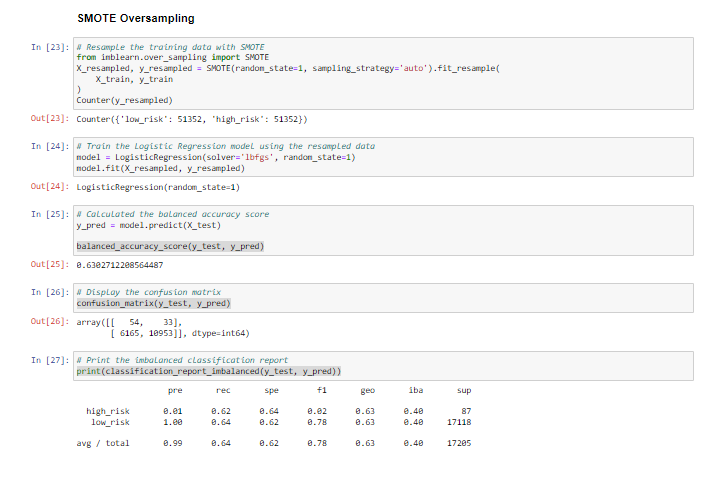 SMOTE Oversampling
In [23]: # Resample the training data with SMOTE
from imblearn.over_sampling import SMOTE
X_resampled, y_resampled = SMOTE(random_state=1, sampling_strategy='auto').fit_resample(
X_train, y_train
)
Counter(y_resampled)
Out[23]: Counter({'low_risk': 51352, 'high_risk': 51352})
In [24]: # Train the Logistic Regression model using the resampled data
model = LogisticRegression(solver='lbfgs', random_state=1)
model.fit(X_resampled, y_resampled)
Out[24]: LogisticRegression(random_state=1)
In [25]: # Calculated the balanced accuracy score
y_pred = model.predict(X_test)
balanced_accuracy_score(y_test, y_pred)
Out[25]: 0.6302712208564487
In [26]: # Display the confusion matrix
confusion_matrix(y_test, y_pred)
Out[26]: array([[ 54, 33],
[ 6165, 10953]], dtype=int64)
In [27]: # Print the imbalanced classification report
print(classification_report_imbalanced(y_test, y_pred))
pre rec spe f1 geo iba sup
high_risk 0.01 0.62 0.64 0.02 0.63 0.40 87
low_risk 1.00 0.64 0.62 0.78 0.63 0.40 17118
avg / total 0.99 0.64 0.62 0.78 0.63 0.40 17205